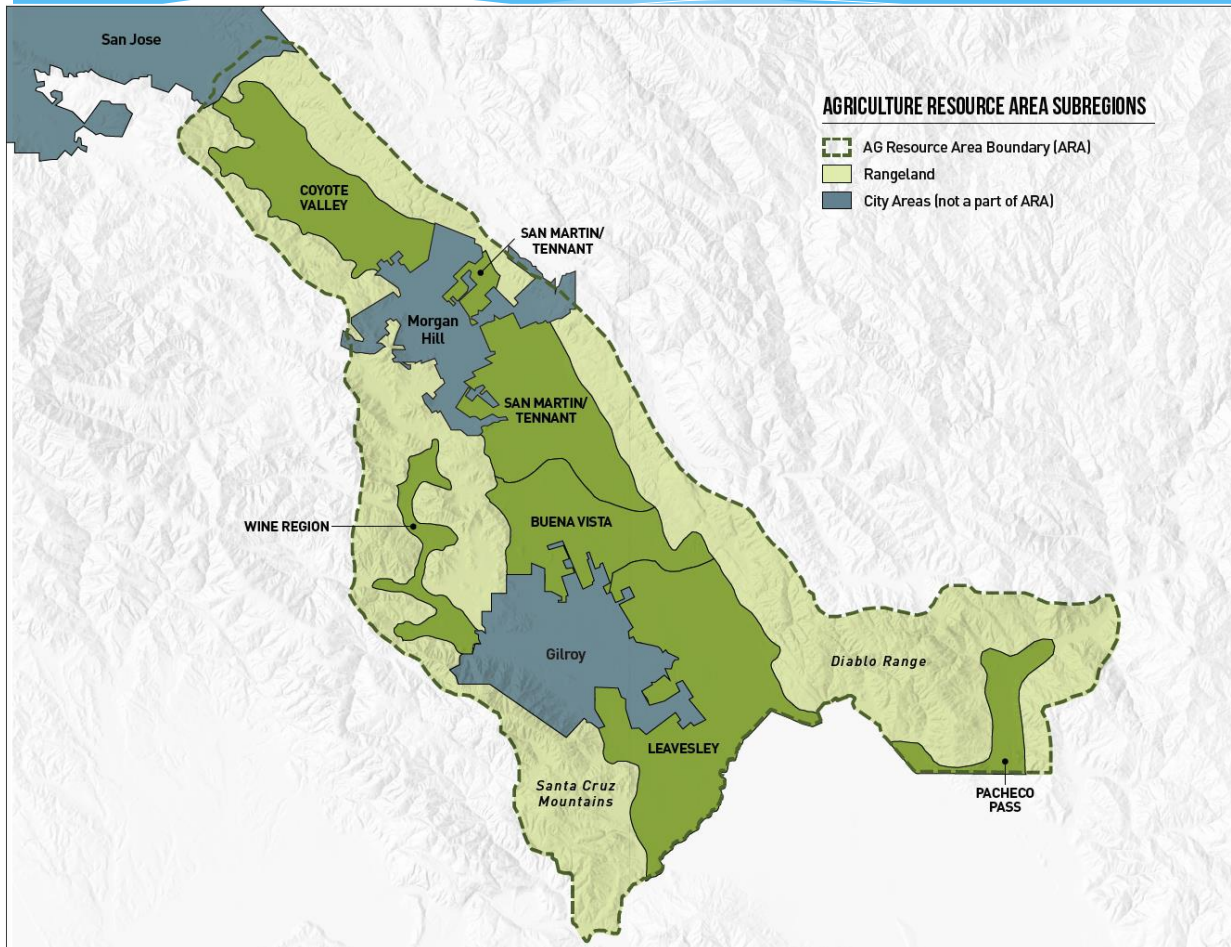 San Jose
AGRICULTURE RESOURCE AREA SUBREGIONS
AG Resource Area Boundary (ARA)
Rangeland
City Areas (not a part of ARA)
COYOTE
VALLEY
SAN MARTIN/
TENNANT
Morgan
Hill
SAN MARTIN/
TENNANT
WINE REGION
BUENA VISTA
Gilroy
Diablo Range
LEAVESLEY
Santa Cruz
Mountains
PACHECO
PASS